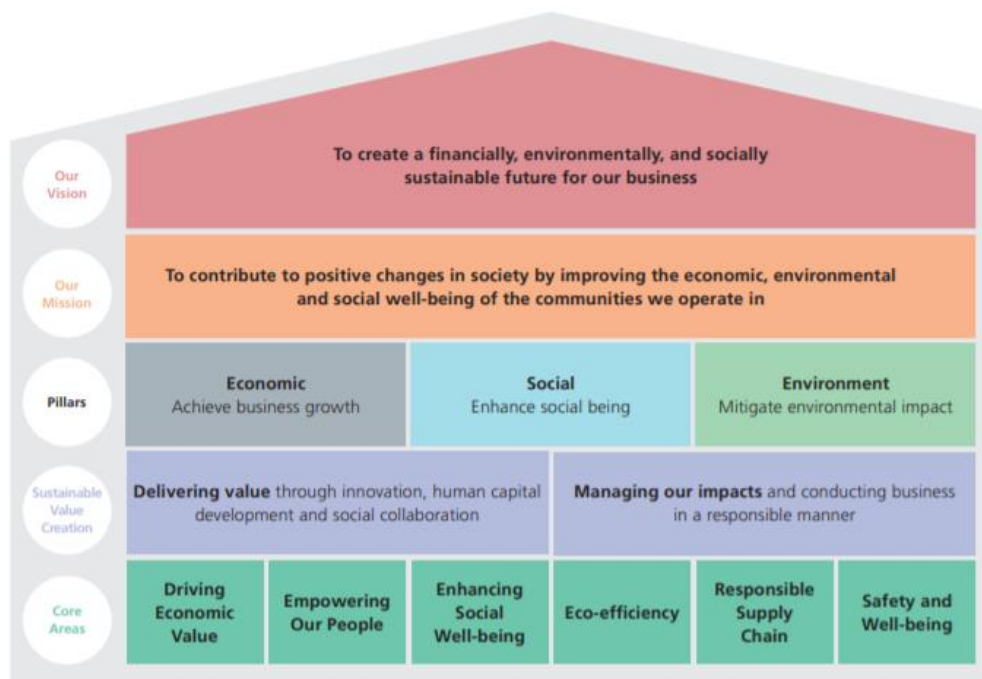 Our
Vision
To create a financially, environmentally, and socially
sustainable future for our business
Our
Mission
To contribute to positive changes in society by improving the economic, environmental
and social well-being of the communities we operate in
Pillars
Economic
Achieve business growth
Social
Enhance social being
Environment
Mitigate environmental impact
Sustainable
Value
Creation
Delivering value through innovation, human capital
development and social collaboration
Managing our impacts and conducting business
in a responsible manner
Core
Areas
Driving
Economic
Value
Empowering
Our People
Enhancing
Social
Well-being
Eco-efficiency
Responsible
Supply
Chain
Safety and
Well-being